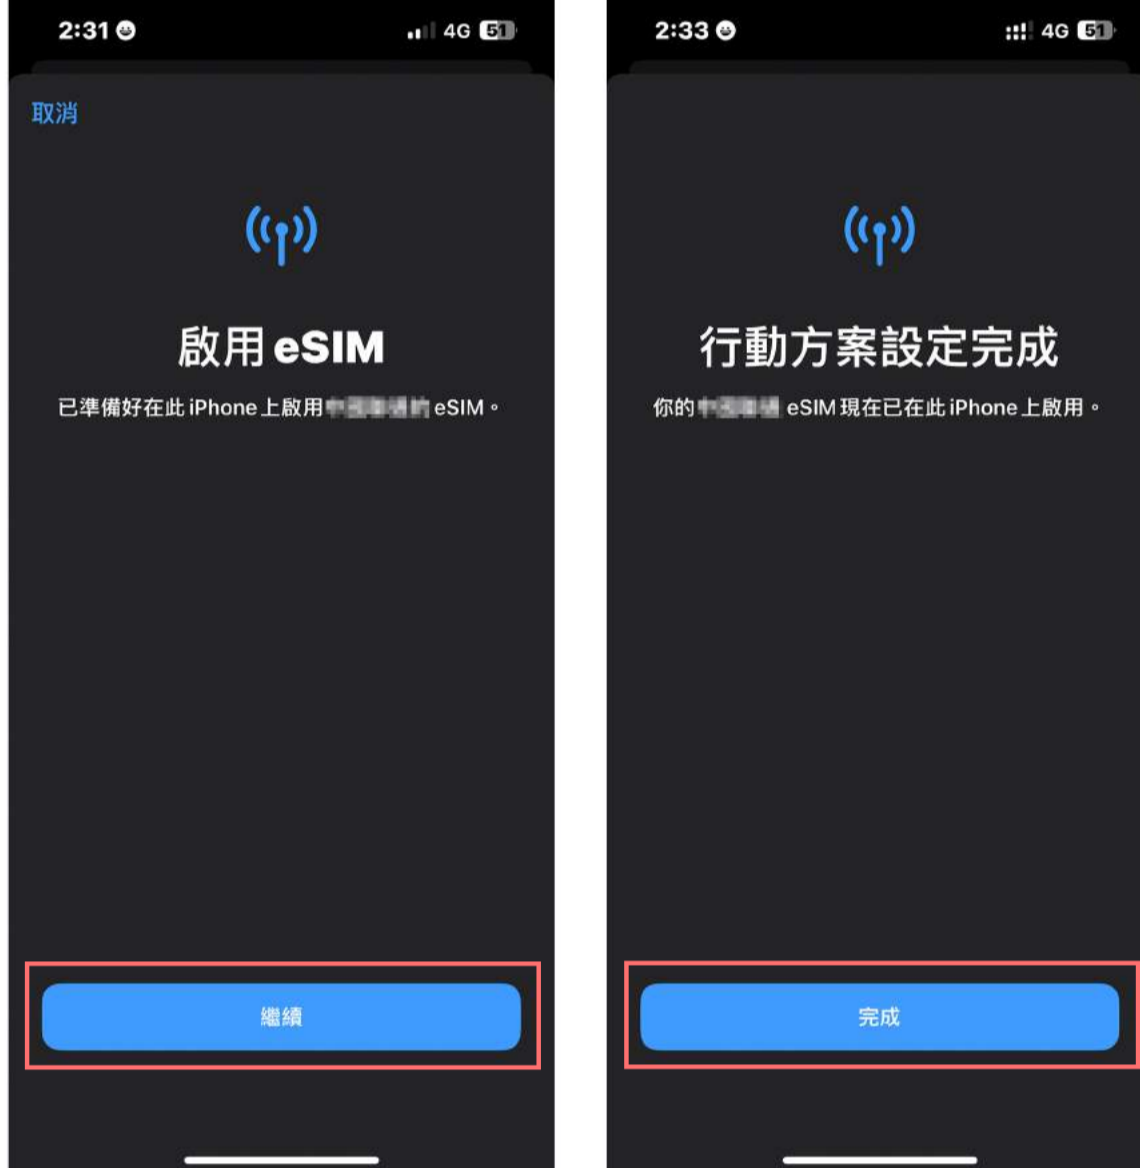 2:31
4G 51
取消
啟用 eSIM
已準備好在此 iPhone 上啟用 eSIM。
繼續
2:33
4G 51
行動方案設定完成
你的 eSIM 現在已在此 iPhone 上啟用。
完成